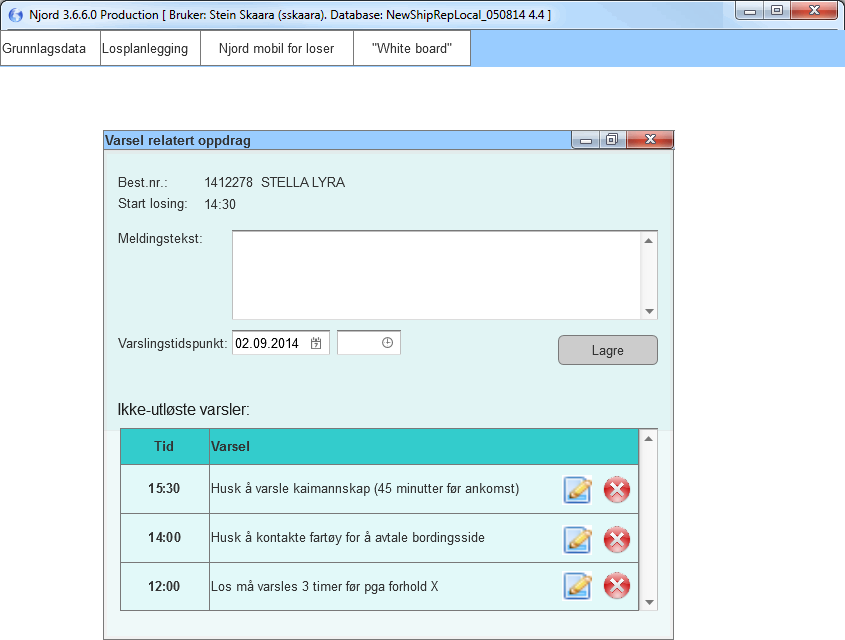 Njord 3.6.6.0 Production [ Bruker: Stein Skaara (sskaara). Database: NewShipRepLocal_050814 4.4 ]
Grunnlagsdata Losplanlegging Njord mobil for loser "White board"
Varsel relatert oppdrag
Best.nr.: 1412278 STELLA LYRA
Start losing: 14:30
Meldingstekst:
Varslingstidspunkt: 02.09.2014
Lagre
Ikke-utløste varsler:
Tid Varsel
15:30 Husk å varsle kaimannskap (45 minutter før ankomst)
14:00 Husk å kontakte fartøy for å avtale bordingsside
12:00 Los må varsles 3 timer før pga forhold X